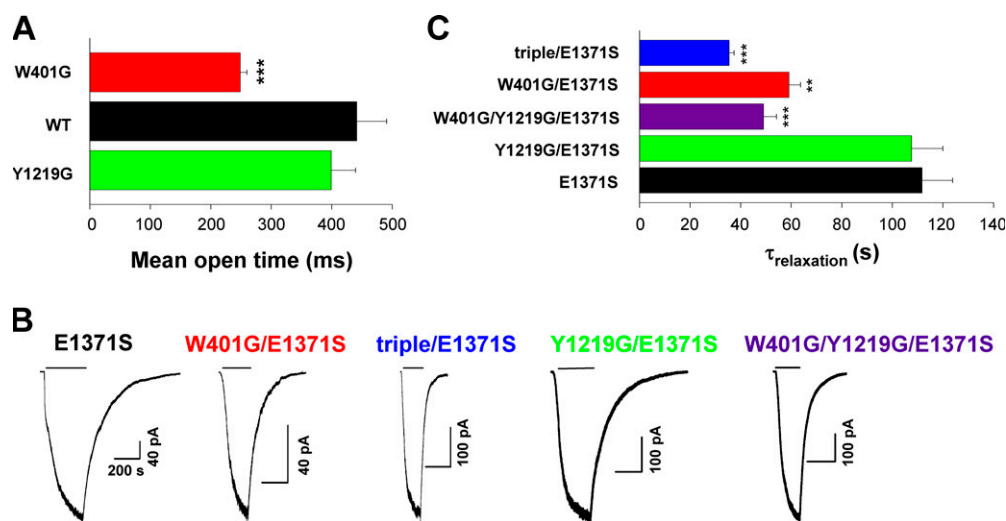 A
W401G
***
WT
Y1219G
0 100 200 300 400 500
Mean open time (ms)
C
triple/E1371S
***
W401G/E1371S
**
W401G/Y1219G/E1371S
***
Y1219G/E1371S
E1371S
0 20 40 60 80 100 120 140
τrelaxation (s)
B
E1371S W401G/E1371S triple/E1371S Y1219G/E1371S W401G/Y1219G/E1371S
200 s
40 pA
40 pA
100 pA
100 pA
100 pA